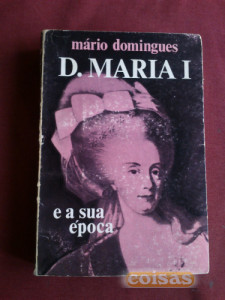 mário domingues
D. MARIA I
e a sua
época
coisas